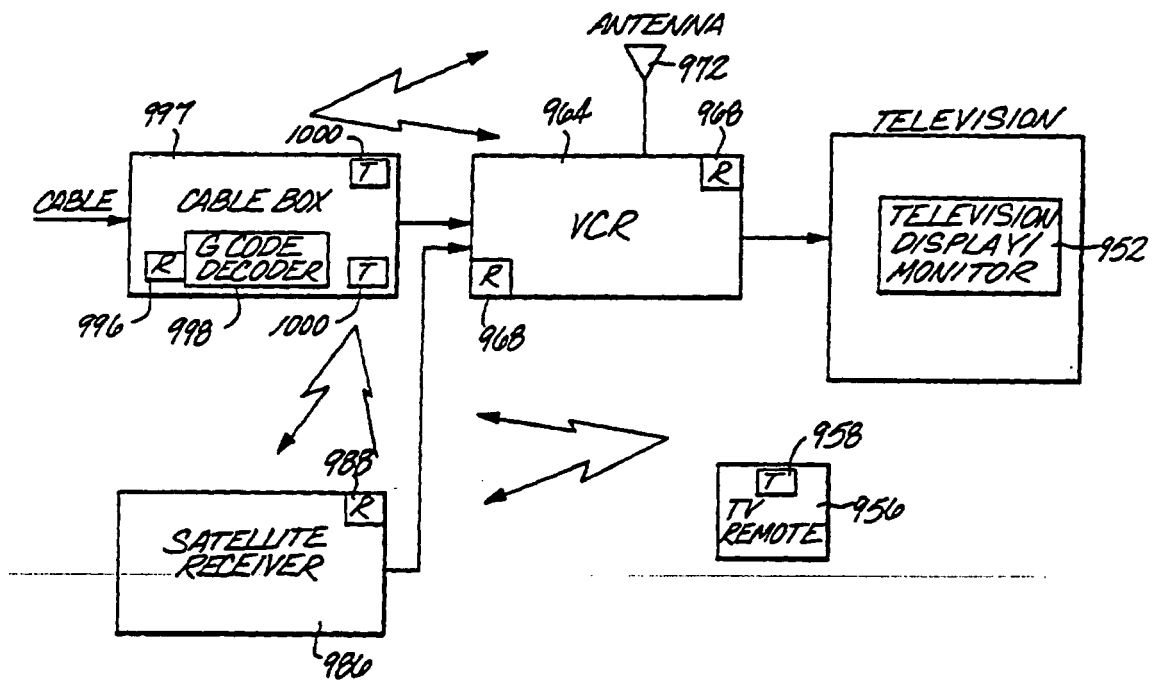 ANTENNA
972
997
1000
964
968
TELEVISION
T
R
CABLE
CABLE BOX
VCR
TELEVISION
DISPLAY/
MONITOR
952
R
G CODE
DECODER
T
R
996
998
1000
968
988
R
958
T
TV
REMOTE
956
SATELLITE
RECEIVER
986